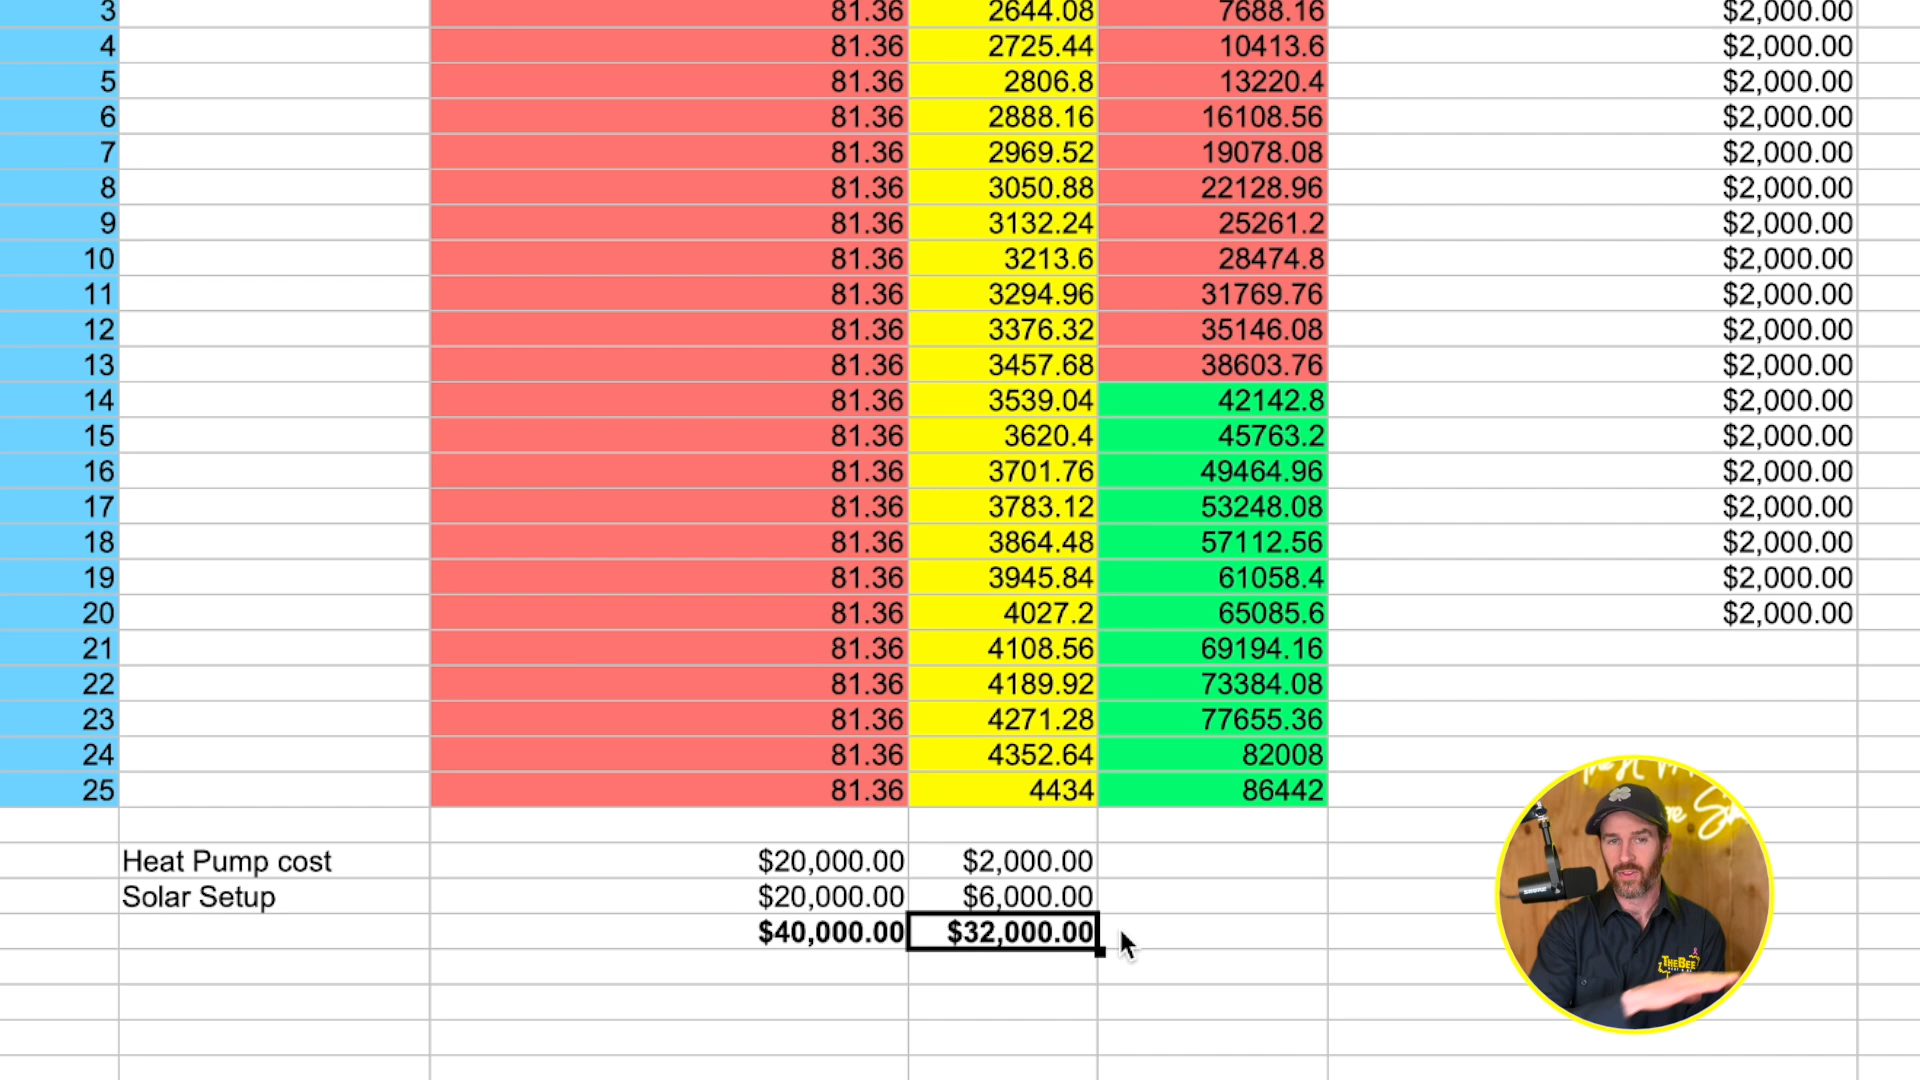 3 81.36 2644.08 7688.16 $2,000.00
4 81.36 2725.44 10413.6 $2,000.00
5 81.36 2806.8 13220.4 $2,000.00
6 81.36 2888.16 16108.56 $2,000.00
7 81.36 2969.52 19078.08 $2,000.00
8 81.36 3050.88 22128.96 $2,000.00
9 81.36 3132.24 25261.2 $2,000.00
10 81.36 3213.6 28474.8 $2,000.00
11 81.36 3294.96 31769.76 $2,000.00
12 81.36 3376.32 35146.08 $2,000.00
13 81.36 3457.68 38603.76 $2,000.00
14 81.36 3539.04 42142.8 $2,000.00
15 81.36 3620.4 45763.2 $2,000.00
16 81.36 3701.76 49464.96 $2,000.00
17 81.36 3783.12 53248.08 $2,000.00
18 81.36 3864.48 57112.56 $2,000.00
19 81.36 3945.84 61058.4 $2,000.00
20 81.36 4027.2 65085.6 $2,000.00
21 81.36 4108.56 69194.16
22 81.36 4189.92 73384.08
23 81.36 4271.28 77655.36
24 81.36 4352.64 82008
25 81.36 4434 86442
Heat Pump cost $20,000.00 $2,000.00
Solar Setup $20,000.00 $6,000.00
$40,000.00 $32,000.00
SHURE
THEBEE